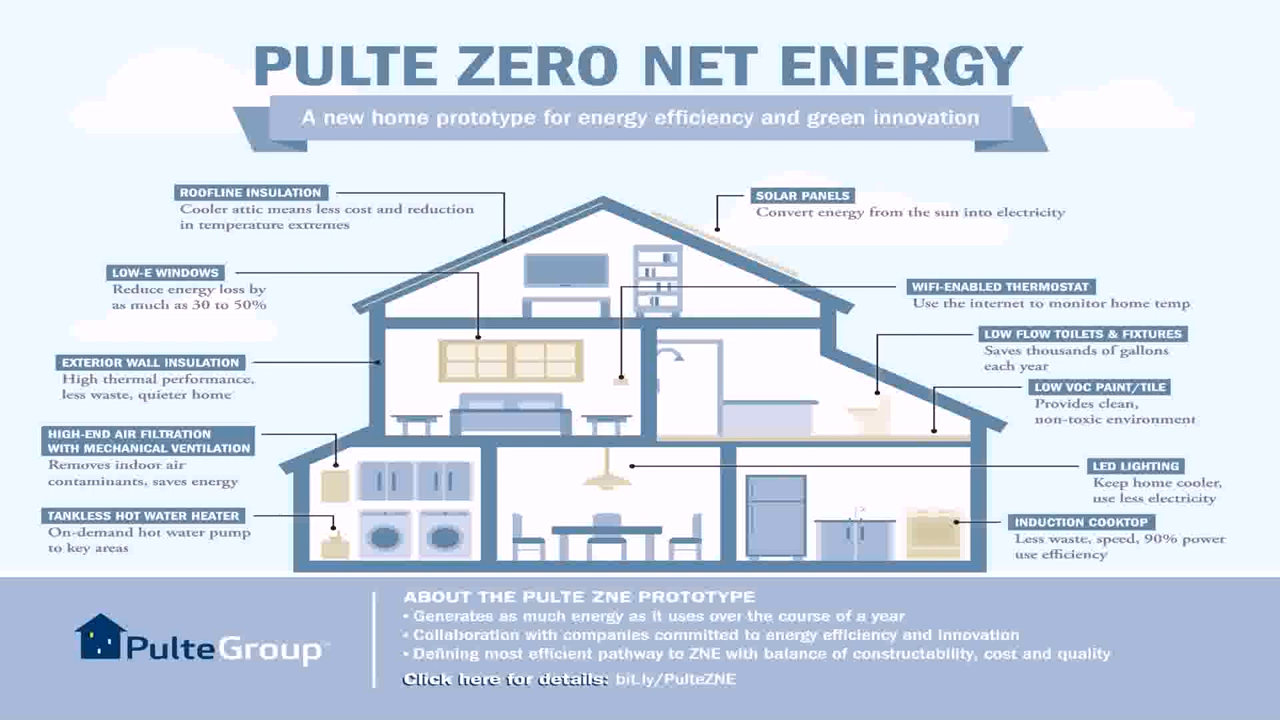 PULTE ZERO NET ENERGY
A new home prototype for energy efficiency and green innovation
ROOFLINE INSULATION
Cooler attic means less cost and reduction
in temperature extremes
SOLAR PANELS
Convert energy from the sun into electricity
LOW-E WINDOWS
Reduce energy loss by
as much as 30 to 50%
WIFI-ENABLED THERMOSTAT
Use the internet to monitor home temp
LOW FLOW TOILETS & FIXTURES
Saves thousands of gallons
each year
EXTERIOR WALL INSULATION
High thermal performance,
less waste, quieter home
LOW VOC PAINT/TILE
Provides clean,
non-toxic environment
HIGH-END AIR FILTRATION
WITH MECHANICAL VENTILATION
Removes indoor air
contaminants, saves energy
LED LIGHTING
Keep home cooler,
use less electricity
TANKLESS HOT WATER HEATER
On-demand hot water pump
to key areas
INDUCTION COOKTOP
Less waste, speed, 90% power
use efficiency
PulteGroup
ABOUT THE PULTE ZNE PROTOTYPE
• Generates as much energy as it uses over the course of a year
• Collaboration with companies committed to energy efficiency and innovation
• Defining most efficient pathway to ZNE with balance of constructability, cost and quality
Click here for details: bit.ly/PulteZNE